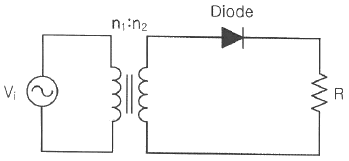 Diode
n₁:n₂
Vᵢ
R